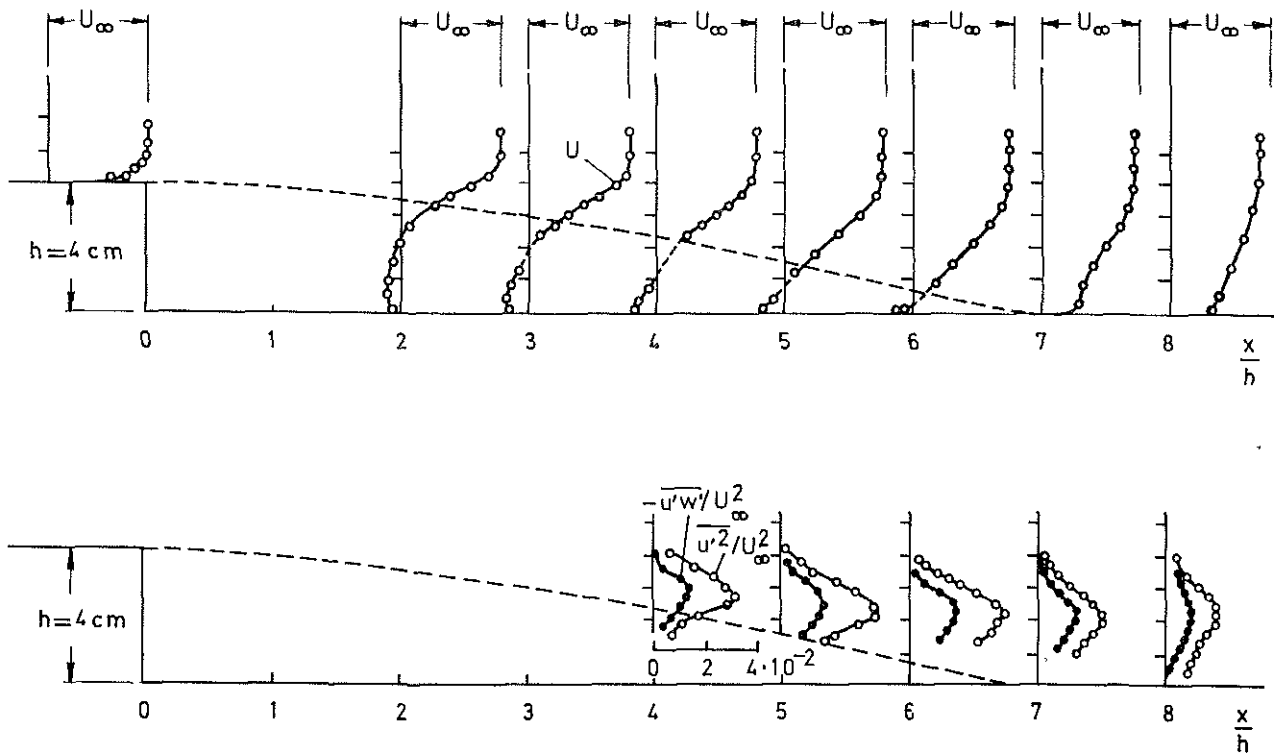 U∞ U∞ U∞ U∞ U∞ U∞ U∞ U∞
U
h = 4 cm
0 1 2 3 4 5 6 7 8 x/h
-u'w'/U∞²
u'²/U∞²
h = 4 cm
0 2 4·10⁻²
0 1 2 3 4 5 6 7 8 x/h